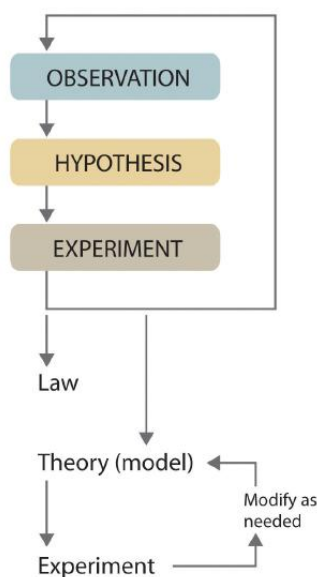 OBSERVATION
HYPOTHESIS
EXPERIMENT
Law
Theory (model)
Modify as
needed
Experiment